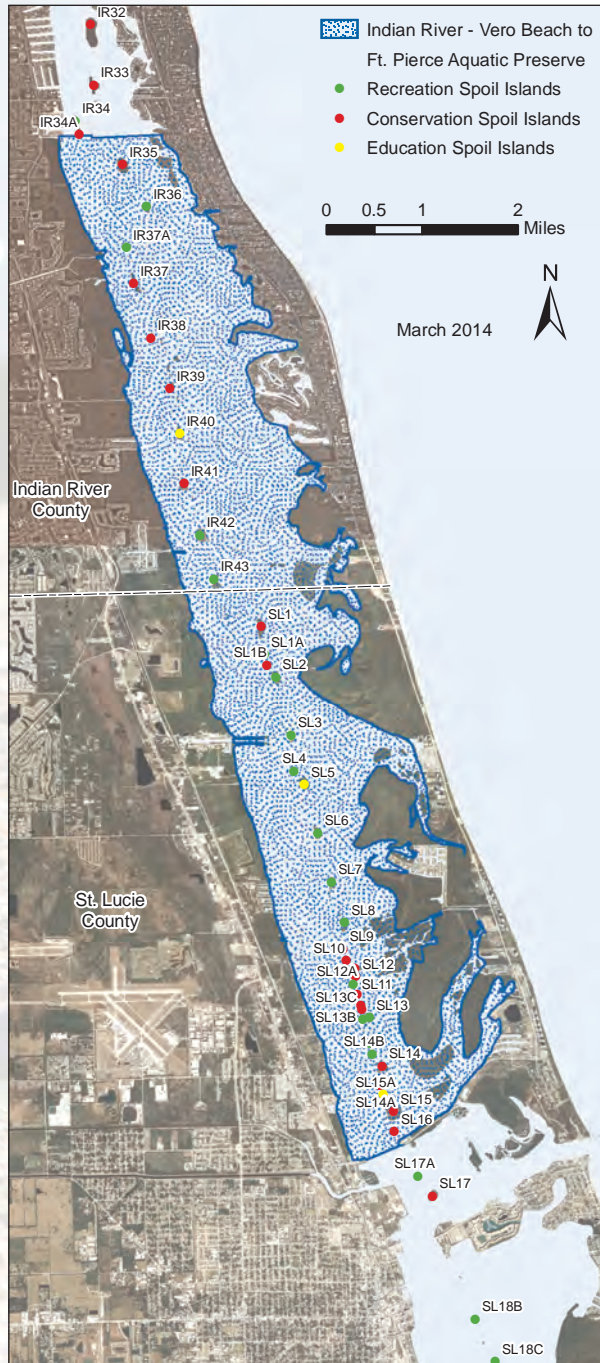 IR32
Indian River - Vero Beach to
Ft. Pierce Aquatic Preserve
IR33
Recreation Spoil Islands
IR34
Conservation Spoil Islands
IR34A
Education Spoil Islands
IR35
IR36
0 0.5 1 2
Miles
IR37A
N
IR37
March 2014
IR38
IR39
IR40
IR41
Indian River
County
IR42
IR43
SL1
SL1A
SL1B
SL2
SL3
SL4
SL5
SL6
SL7
St. Lucie
County
SL8
SL9
SL10
SL12
SL12A
SL11
SL13C
SL13
SL13B
SL14B
SL14
SL15A
SL14A
SL15
SL16
SL17A
SL17
SL18B
SL18C